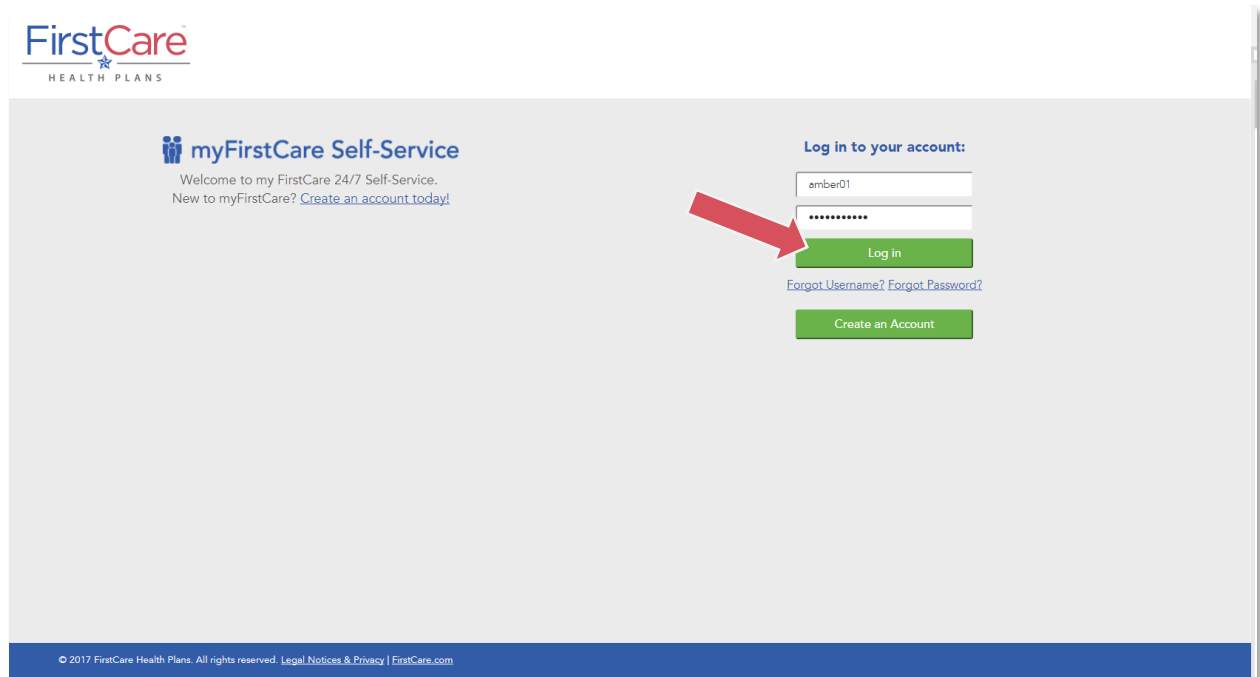 FirstCare
HEALTH PLANS
myFirstCare Self-Service
Welcome to my FirstCare 24/7 Self-Service.
New to myFirstCare? Create an account today!
Log in to your account:
amber01
•••••••••••
Log in
Forgot Username? Forgot Password?
Create an Account
© 2017 FirstCare Health Plans. All rights reserved. Legal Notices & Privacy | FirstCare.com